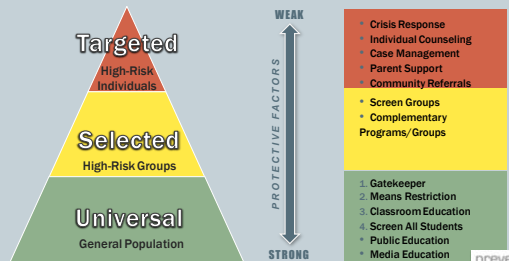 Targeted
High-Risk
Individuals
Selected
High-Risk Groups
Universal
General Population
WEAK
PROTECTIVE FACTORS
STRONG
• Crisis Response
• Individual Counseling
• Case Management
• Parent Support
• Community Referrals
• Screen Groups
• Complementary
Programs/Groups
1. Gatekeeper
2. Means Restriction
3. Classroom Education
4. Screen All Students
• Public Education
• Media Education